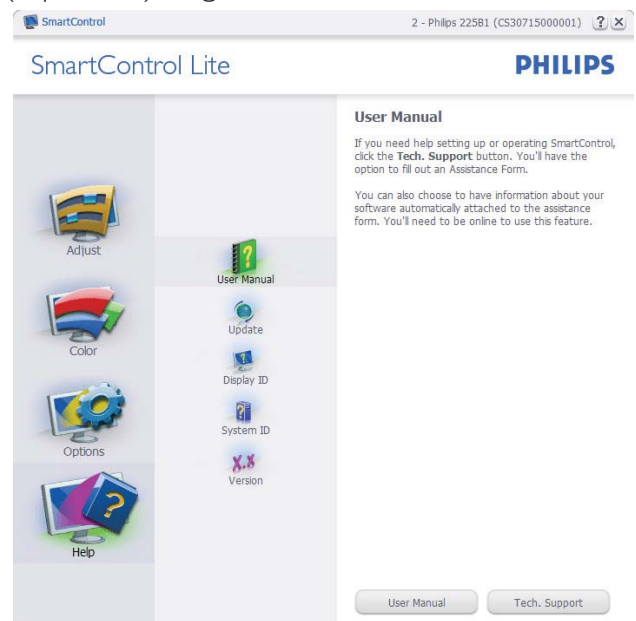 SmartControl
2 - Philips 225B1 (CS30715000001)
?
X
SmartControl Lite
PHILIPS
Adjust
Color
Options
Help
User Manual
Update
Display ID
System ID
X.X
Version
User Manual
If you need help setting up or operating SmartControl,
click the Tech. Support button. You'll have the
option to fill out an Assistance Form.
You can also choose to have information about your
software automatically attached to the assistance
form. You'll need to be online to use this feature.
User Manual
Tech. Support